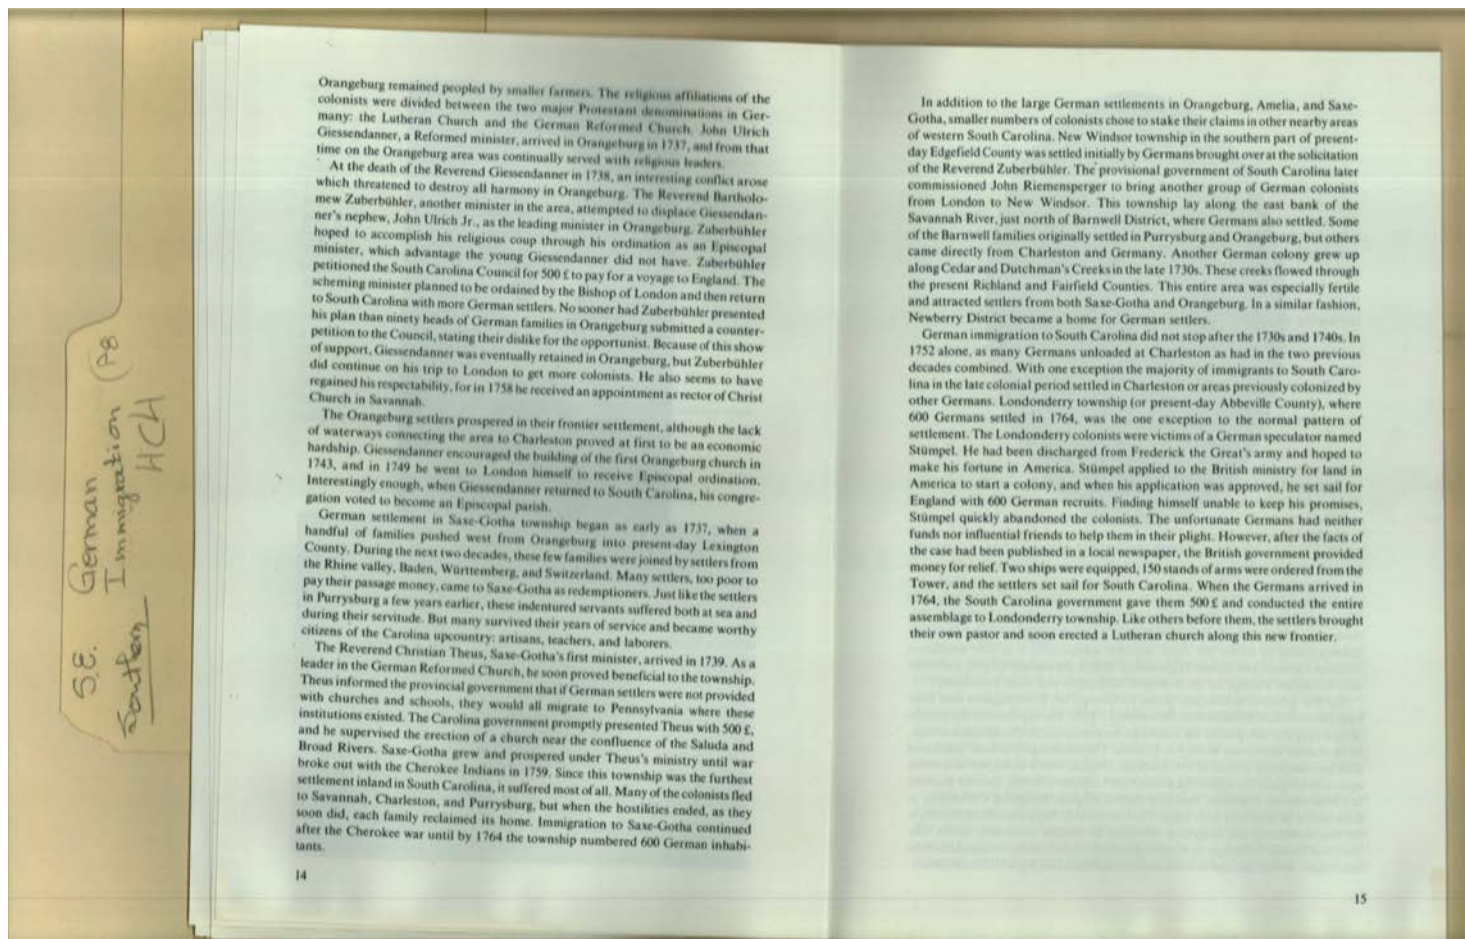 S.E. German
Immigration (P8
Southern HCH
Orangeburg remained peopled by smaller farmers. The religious affiliations of the
colonists were divided between the two major Protestant denominations in Ger-
many: the Lutheran Church and the German Reformed Church. John Ulrich
Giessendanner, a Reformed minister, arrived in Orangeburg in 1737, and from that
time on the Orangeburg area was continually served with religious leaders.
At the death of the Reverend Giessendanner in 1738, an interesting conflict arose
which threatened to destroy all harmony in Orangeburg. The Reverend Bartholo-
mew Zuberbühler, another minister in the area, attempted to displace Giessendan-
ner's nephew, John Ulrich Jr., as the leading minister in Orangeburg. Zuberbühler
hoped to accomplish his religious coup through his ordination as an Episcopal
minister, which advantage the young Giessendanner did not have. Zuberbühler
petitioned the South Carolina Council for 500 £ to pay for a voyage to England. The
scheming minister planned to be ordained by the Bishop of London and then return
to South Carolina with more German settlers. No sooner had Zuberbühler presented
his plan than ninety heads of German families in Orangeburg submitted a counter-
petition to the Council, stating their dislike for the opportunist. Because of this show
of support, Giessendanner was eventually retained in Orangeburg, but Zuberbühler
did continue on his trip to London to get more colonists. He also seems to have
regained his respectability, for in 1758 he received an appointment as rector of Christ
Church in Savannah.
The Orangeburg settlers prospered in their frontier settlement, although the lack
of waterways connecting the area to Charleston proved at first to be an economic
hardship. Giessendanner encouraged the building of the first Orangeburg church in
1743, and in 1749 he went to London himself to receive Episcopal ordination.
Interestingly enough, when Giessendanner returned to South Carolina, his congre-
gation voted to become an Episcopal parish.
German settlement in Saxe-Gotha township began as early as 1737, when a
handful of families pushed west from Orangeburg into present-day Lexington
County. During the next two decades, these few families were joined by settlers from
the Rhine valley, Baden, Württemberg, and Switzerland. Many settlers, too poor to
pay their passage money, came to Saxe-Gotha as redemptioners. Just like the settlers
in Purrysburg a few years earlier, these indentured servants suffered both at sea and
during their servitude. But many survived their years of service and became worthy
citizens of the Carolina upcountry: artisans, teachers, and laborers.
The Reverend Christian Theus, Saxe-Gotha's first minister, arrived in 1739. As a
leader in the German Reformed Church, he soon proved beneficial to the township.
Theus informed the provincial government that if German settlers were not provided
with churches and schools, they would all migrate to Pennsylvania where these
institutions existed. The Carolina government promptly presented Theus with 500 £,
and he supervised the erection of a church near the confluence of the Saluda and
Broad Rivers. Saxe-Gotha grew and prospered under Theus's ministry until war
broke out with the Cherokee Indians in 1759. Since this township was the furthest
settlement inland in South Carolina, it suffered most of all. Many of the colonists fled
to Savannah, Charleston, and Purrysburg, but when the hostilities ended, as they
soon did, each family reclaimed its home. Immigration to Saxe-Gotha continued
after the Cherokee war until by 1764 the township numbered 600 German inhabi-
tants.
14
In addition to the large German settlements in Orangeburg, Amelia, and Saxe-
Gotha, smaller numbers of colonists chose to stake their claims in other nearby areas
of western South Carolina. New Windsor township in the southern part of present-
day Edgefield County was settled initially by Germans brought over at the solicitation
of the Reverend Zuberbühler. The provisional government of South Carolina later
commissioned John Riemensperger to bring another group of German colonists
from London to New Windsor. This township lay along the east bank of the
Savannah River, just north of Barnwell District, where Germans also settled. Some
of the Barnwell families originally settled in Purrysburg and Orangeburg, but others
came directly from Charleston and Germany. Another German colony grew up
along Cedar and Dutchman's Creeks in the late 1730s. These creeks flowed through
the present Richland and Fairfield Counties. This entire area was especially fertile
and attracted settlers from both Saxe-Gotha and Orangeburg. In a similar fashion,
Newberry District became a home for German settlers.
German immigration to South Carolina did not stop after the 1730s and 1740s. In
1752 alone, as many Germans unloaded at Charleston as had in the two previous
decades combined. With one exception the majority of immigrants to South Caro-
lina in the late colonial period settled in Charleston or areas previously colonized by
other Germans. Londonderry township (or present-day Abbeville County), where
600 Germans settled in 1764, was the one exception to the normal pattern of
settlement. The Londonderry colonists were victims of a German speculator named
Stümpel. He had been discharged from Frederick the Great's army and hoped to
make his fortune in America. Stümpel applied to the British ministry for land in
America to start a colony, and when his application was approved, he set sail for
England with 600 German recruits. Finding himself unable to keep his promises,
Stümpel quickly abandoned the colonists. The unfortunate Germans had neither
funds nor influential friends to help them in their plight. However, after the facts of
the case had been published in a local newspaper, the British government provided
money for relief. Two ships were equipped, 150 stands of arms were ordered from the
Tower, and the settlers set sail for South Carolina. When the Germans arrived in
1764, the South Carolina government gave them 500 £ and conducted the entire
assemblage to Londonderry township. Like others before them, the settlers brought
their own pastor and soon erected a Lutheran church along this new frontier.
15